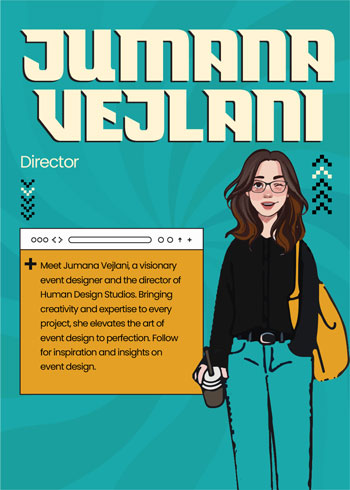 JUMANA
VEJLANI
Director
Meet Jumana Vejlani, a visionary
event designer and the director of
Human Design Studios. Bringing
creativity and expertise to every
project, she elevates the art of
event design to perfection. Follow
for inspiration and insights on
event design.